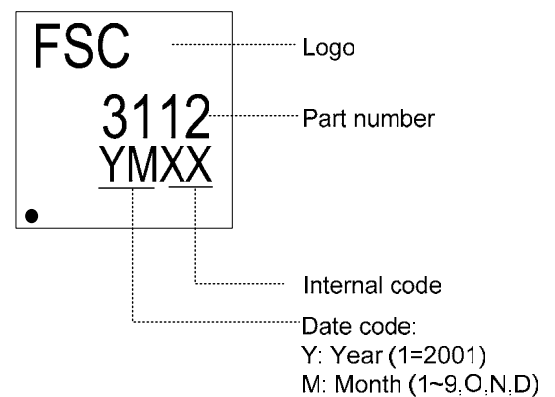 FSC
Logo
3112
Part number
YMXX
Internal code
Date code:
Y: Year (1=2001)
M: Month (1~9,O,N,D)